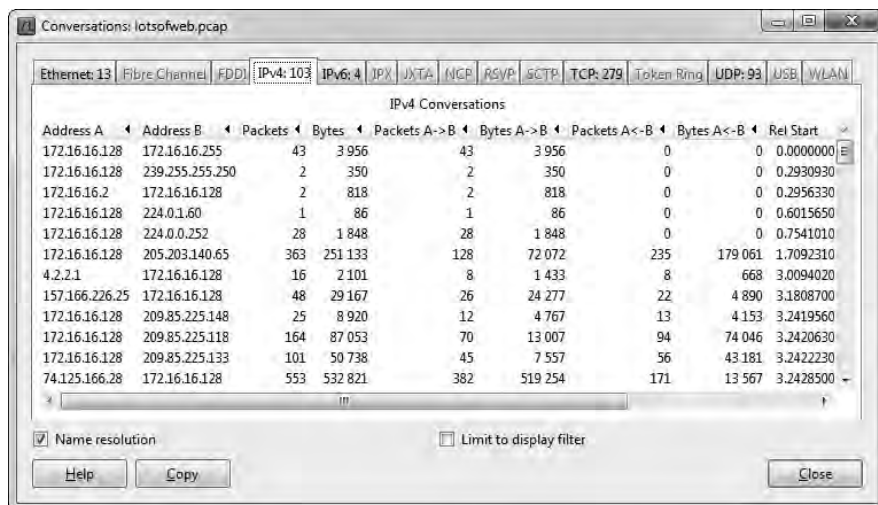 Conversations: lotsofweb.pcap
Ethernet: 13 Fibre Channel FDDI IPv4: 103 IPv6: 4 IPX JXTA NCP RSVP SCTP TCP: 279 Token Ring UDP: 93 USB WLAN
IPv4 Conversations
Address A Address B Packets Bytes Packets A->B Bytes A->B Packets A<-B Bytes A<-B Rel Start
172.16.16.128 172.16.16.255 43 3 956 43 3 956 0 0 0.0000000
172.16.16.128 239.255.255.250 2 350 2 350 0 0 0.2930930
172.16.16.2 172.16.16.128 2 818 2 818 0 0 0.2956330
172.16.16.128 224.0.1.60 1 86 1 86 0 0 0.6015650
172.16.16.128 224.0.0.252 28 1 848 28 1 848 0 0 0.7541010
172.16.16.128 205.203.140.65 363 251 133 128 72 072 235 179 061 1.7092310
4.2.2.1 172.16.16.128 16 2 101 8 1 433 8 668 3.0094020
157.166.226.25 172.16.16.128 48 29 167 26 24 277 22 4 890 3.1808700
172.16.16.128 209.85.225.148 25 8 920 12 4 767 13 4 153 3.2419560
172.16.16.128 209.85.225.118 164 87 053 70 13 007 94 74 046 3.2420630
172.16.16.128 209.85.225.133 101 50 738 45 7 557 56 43 181 3.2422230
74.125.166.28 172.16.16.128 553 532 821 382 519 254 171 13 567 3.2428500
Name resolution Limit to display filter
Help Copy Close